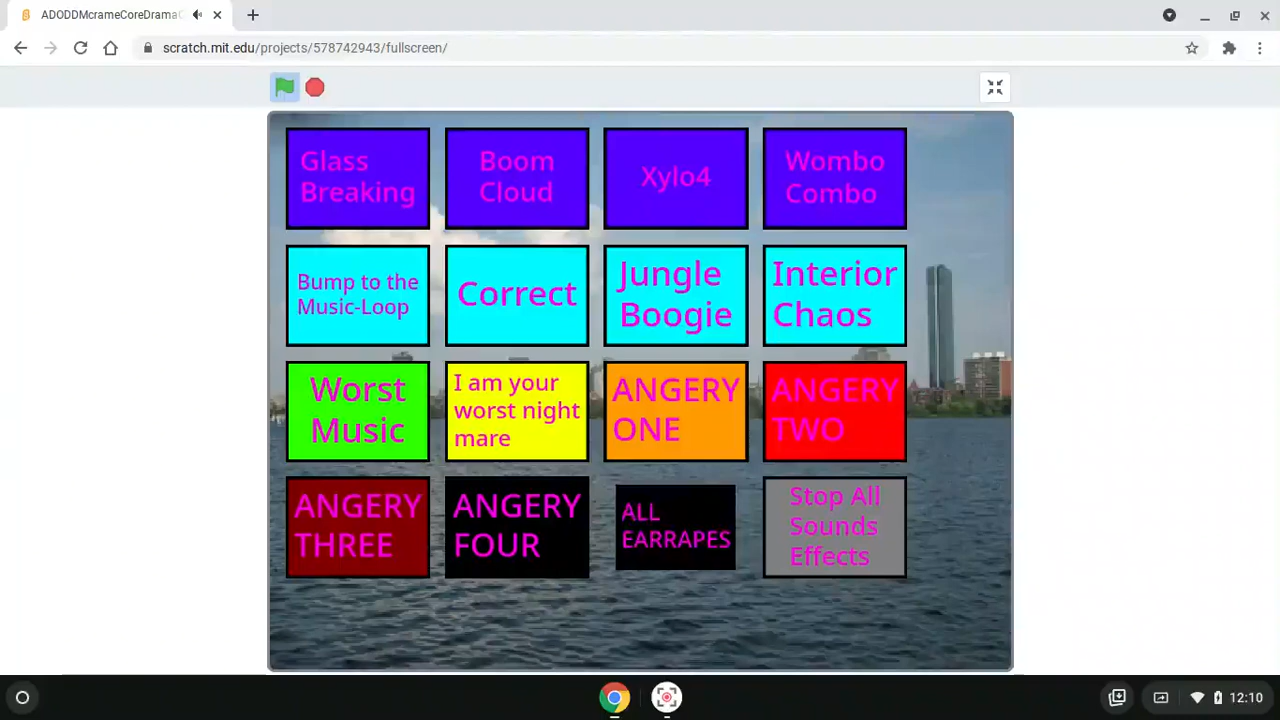 ADODDMcrameCoreDrama
scratch.mit.edu/projects/578742943/fullscreen/
Glass
Breaking
Boom
Cloud
Xylo4
Wombo
Combo
Bump to the
Music-Loop
Correct
Jungle
Boogie
Interior
Chaos
Worst
Music
I am your
worst night
mare
ANGERY
ONE
ANGERY
TWO
ANGERY
THREE
ANGERY
FOUR
ALL
EARRAPES
Stop All
Sounds
Effects
12:10